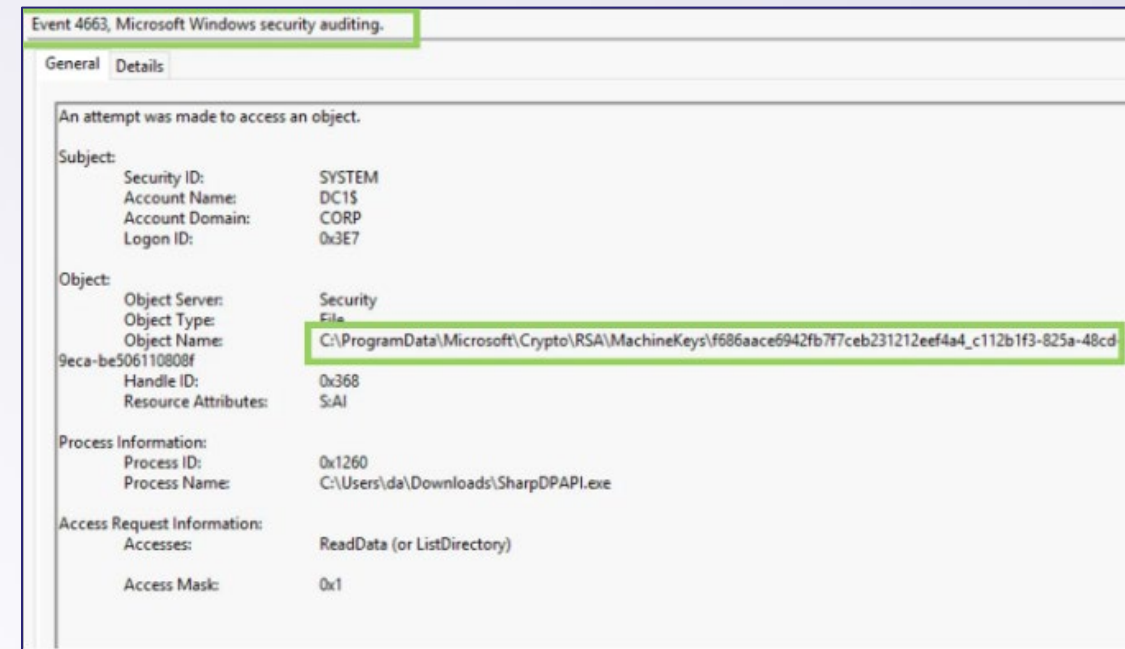 Event 4663, Microsoft Windows security auditing.
General Details
An attempt was made to access an object.
Subject:
Security ID: SYSTEM
Account Name: DC1$
Account Domain: CORP
Logon ID: 0x3E7
Object:
Object Server: Security
Object Type: File
Object Name: C:\ProgramData\Microsoft\Crypto\RSA\MachineKeys\f686aace6942fb7f7ceb231212eef4a4_c112b1f3-825a-48cd-
9eca-be506110808f
Handle ID: 0x368
Resource Attributes: S:AI
Process Information:
Process ID: 0x1260
Process Name: C:\Users\da\Downloads\SharpDPAPI.exe
Access Request Information:
Accesses: ReadData (or ListDirectory)
Access Mask: 0x1